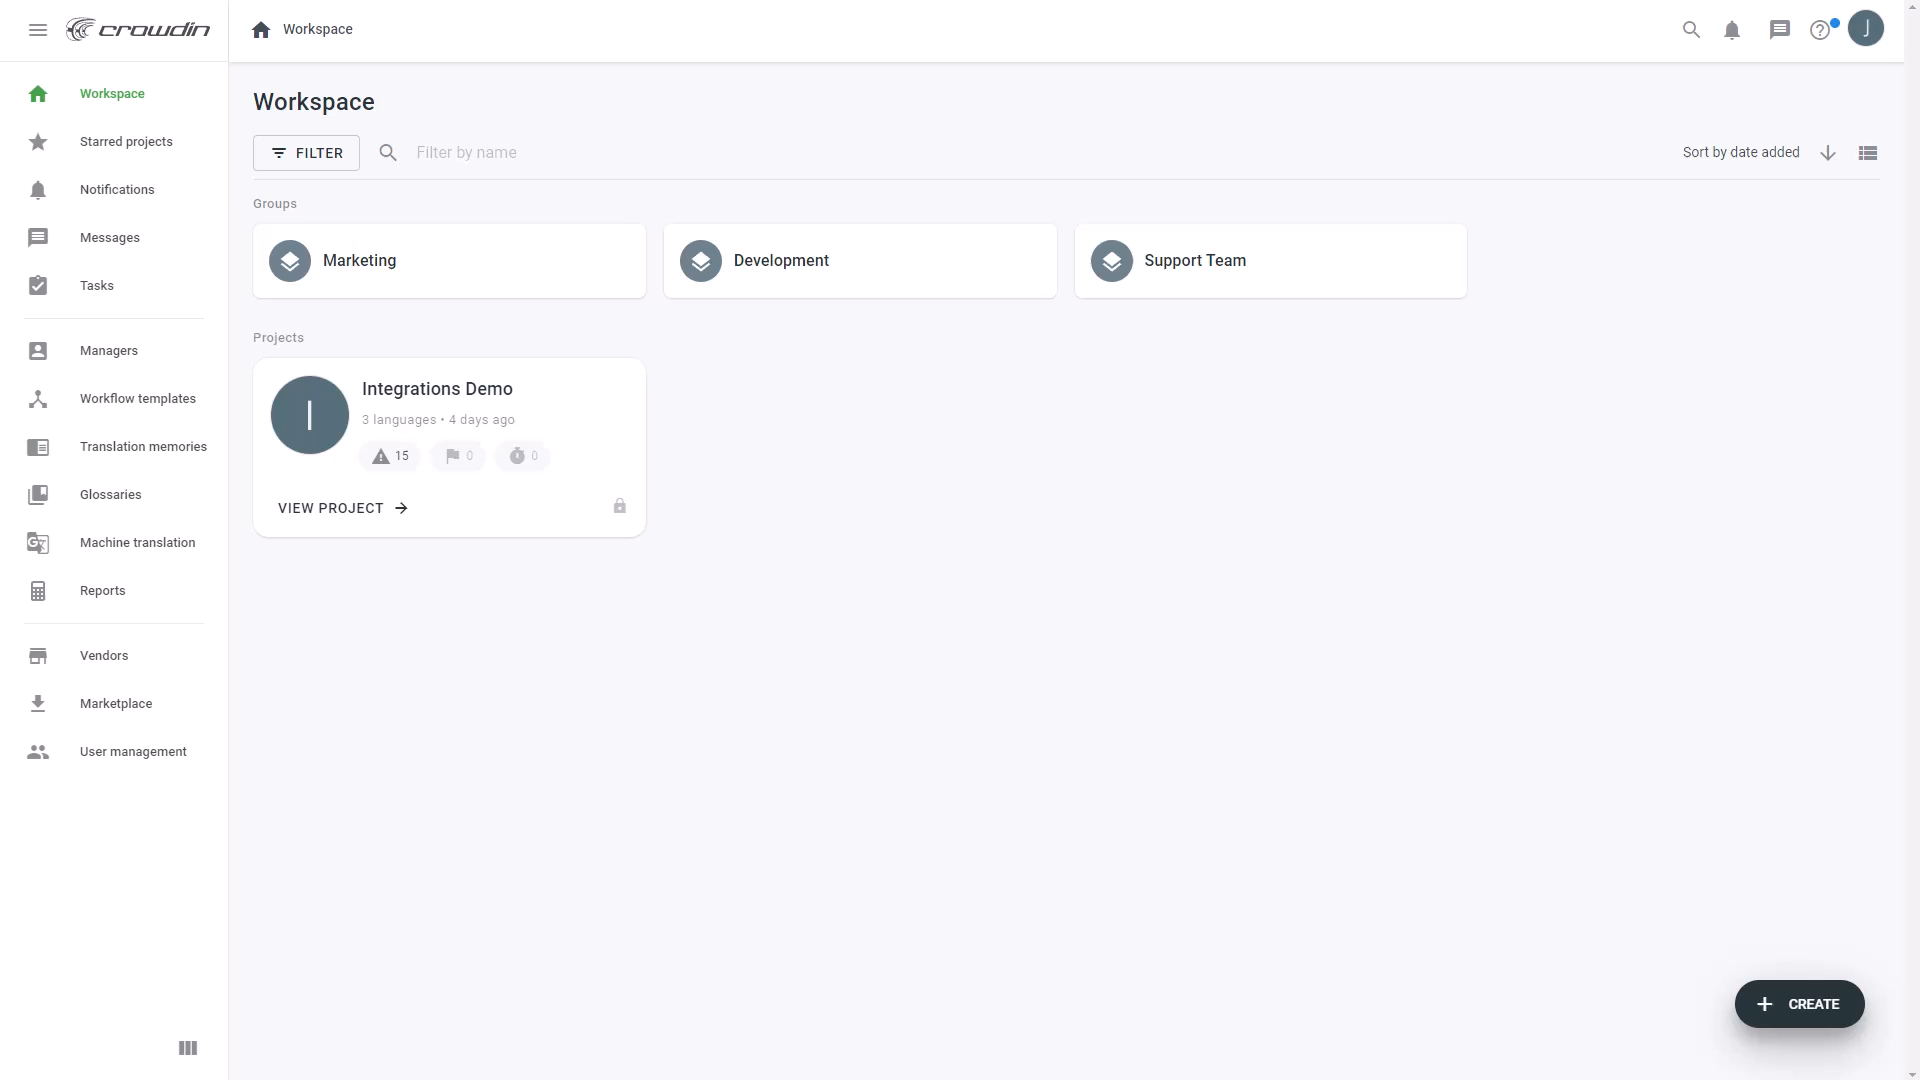 crowdin
Workspace
J
Workspace
Starred projects
Notifications
Messages
Tasks
Managers
Workflow templates
Translation memories
Glossaries
Machine translation
Reports
Vendors
Marketplace
User management
Workspace
FILTER
Filter by name
Sort by date added
Groups
Marketing
Development
Support Team
Projects
I
Integrations Demo
3 languages • 4 days ago
15
0
0
VIEW PROJECT
CREATE